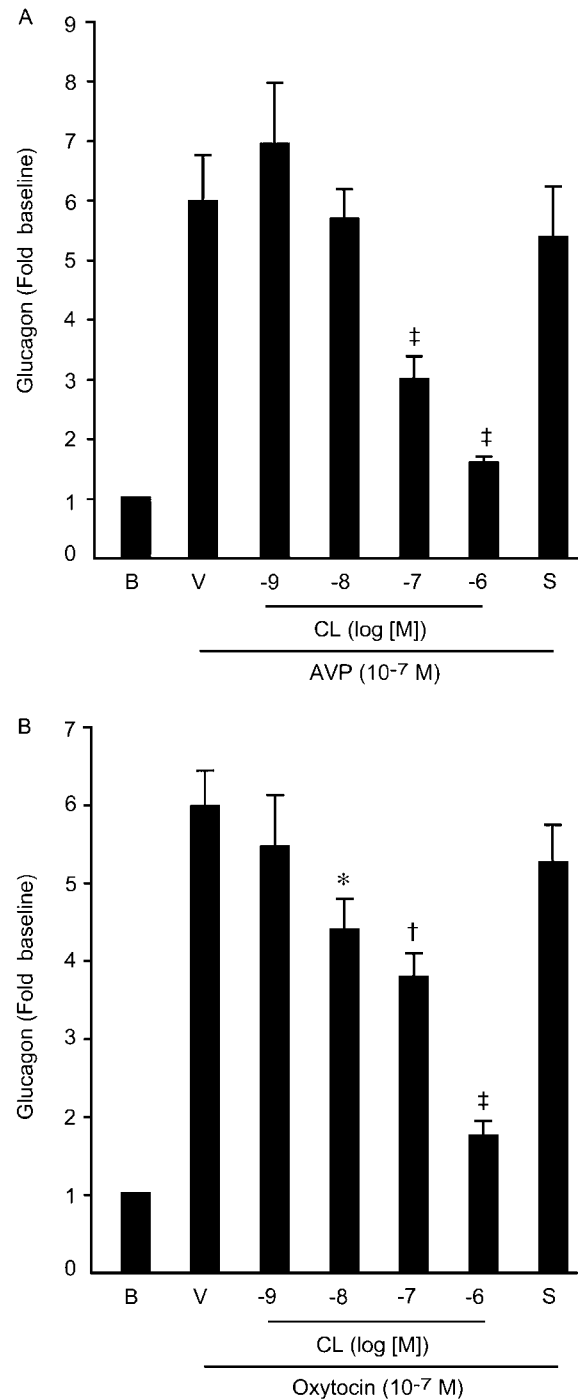 A
Glucagon (Fold baseline)
9
8
7
6
5
4
3
2
1
0
‡
‡
B V -9 -8 -7 -6 S
CL (log [M])
AVP (10-7 M)
B
Glucagon (Fold baseline)
7
6
5
4
3
2
1
0
*
†
‡
B V -9 -8 -7 -6 S
CL (log [M])
Oxytocin (10-7 M)